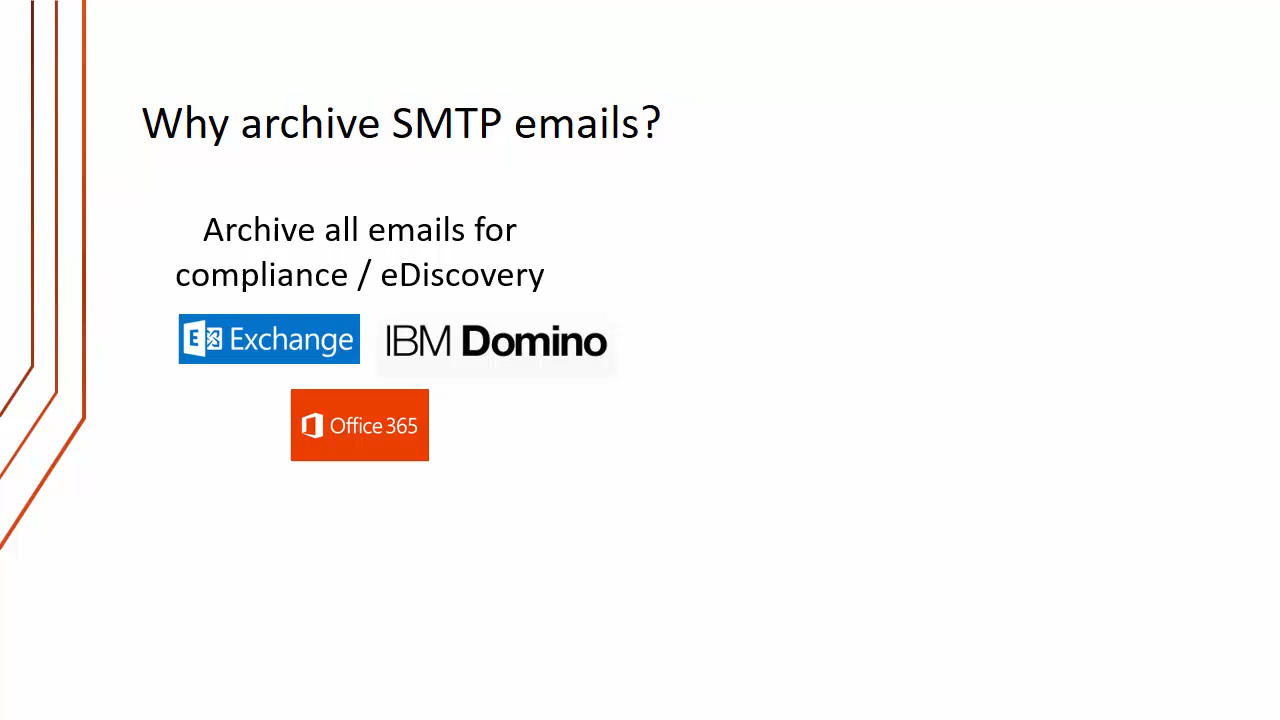 Why archive SMTP emails?
Archive all emails for
compliance / eDiscovery
E Exchange IBM Domino
Office 365